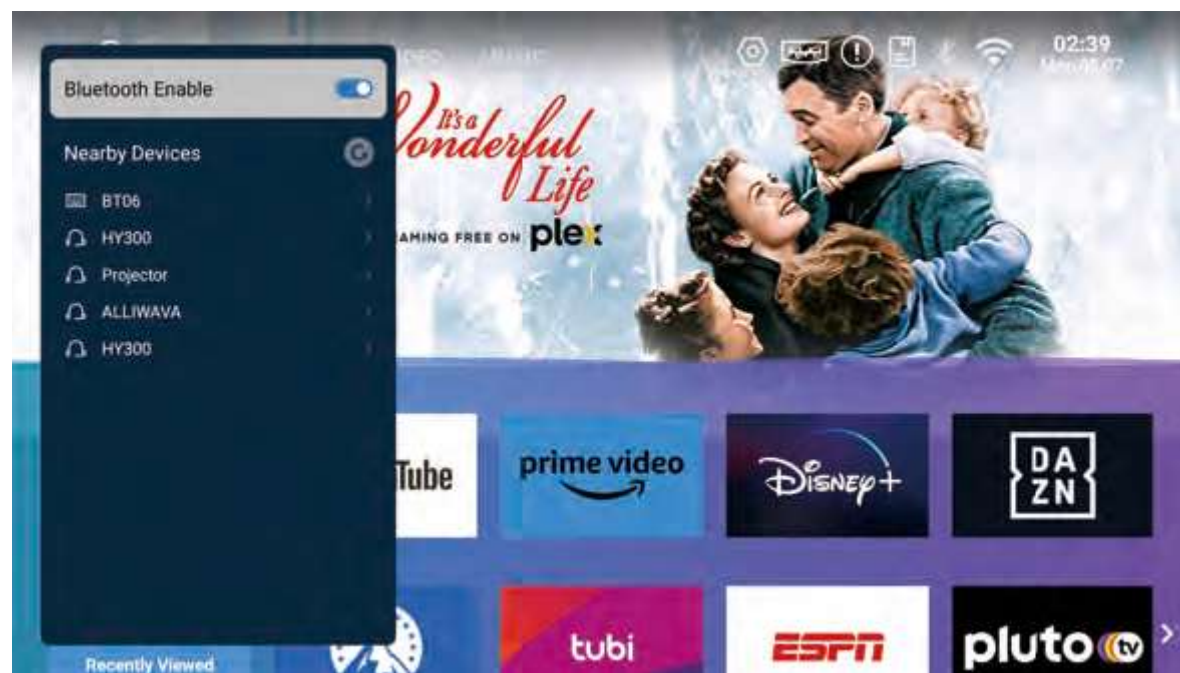 Bluetooth Enable
Nearby Devices
BT06
HY300
Projector
ALLIWAVA
HY300
02:39
It's a
Wonderful
Life
AMING FREE ON plex
Tube
prime video
Disney+
DA
ZN
tubi
ESPN
pluto tv
Recently Viewed